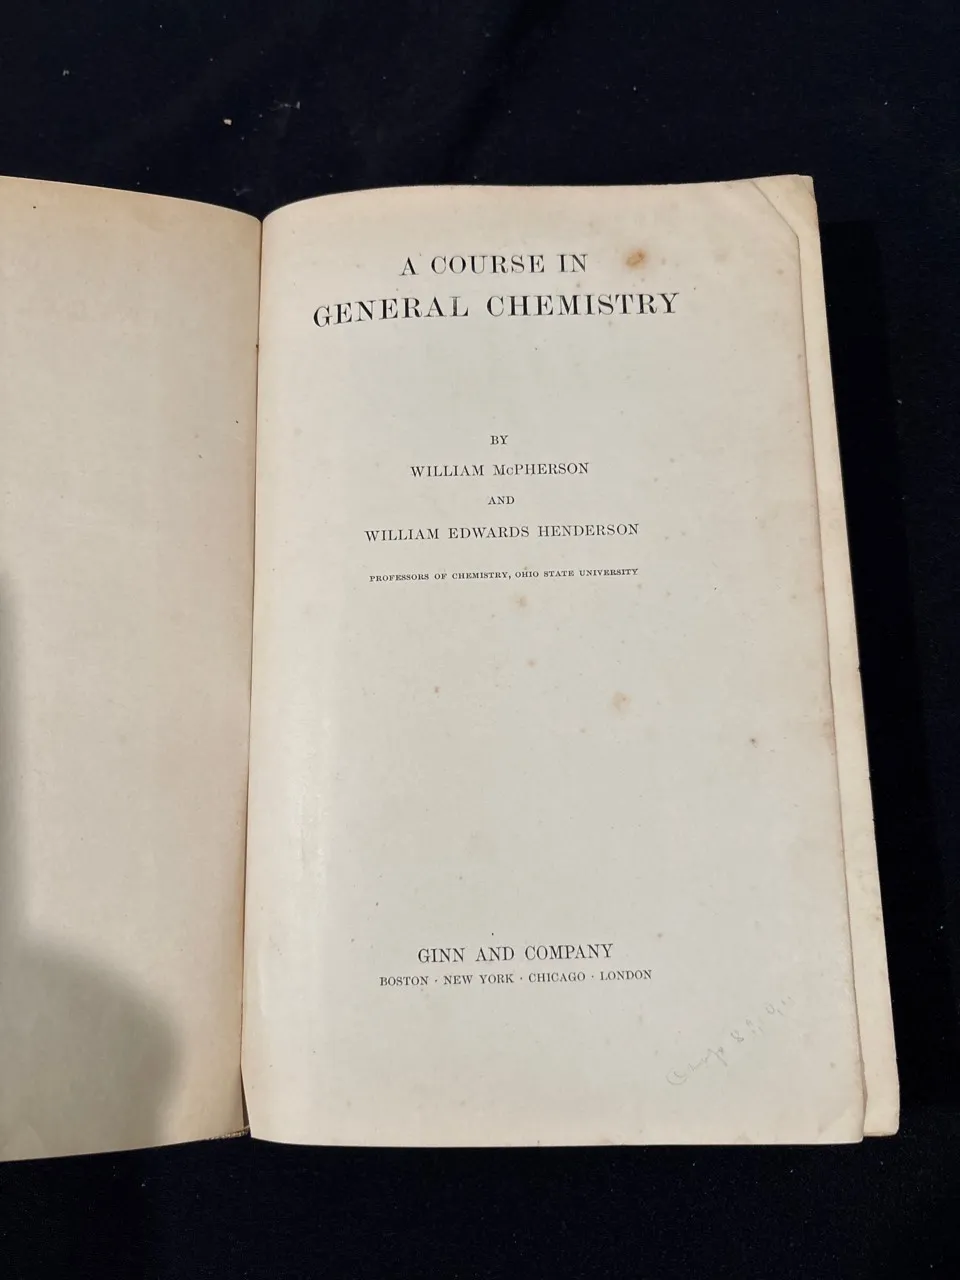 A COURSE IN
GENERAL CHEMISTRY
BY
WILLIAM McPHERSON
AND
WILLIAM EDWARDS HENDERSON
PROFESSORS OF CHEMISTRY, OHIO STATE UNIVERSITY
GINN AND COMPANY
BOSTON · NEW YORK · CHICAGO · LONDON